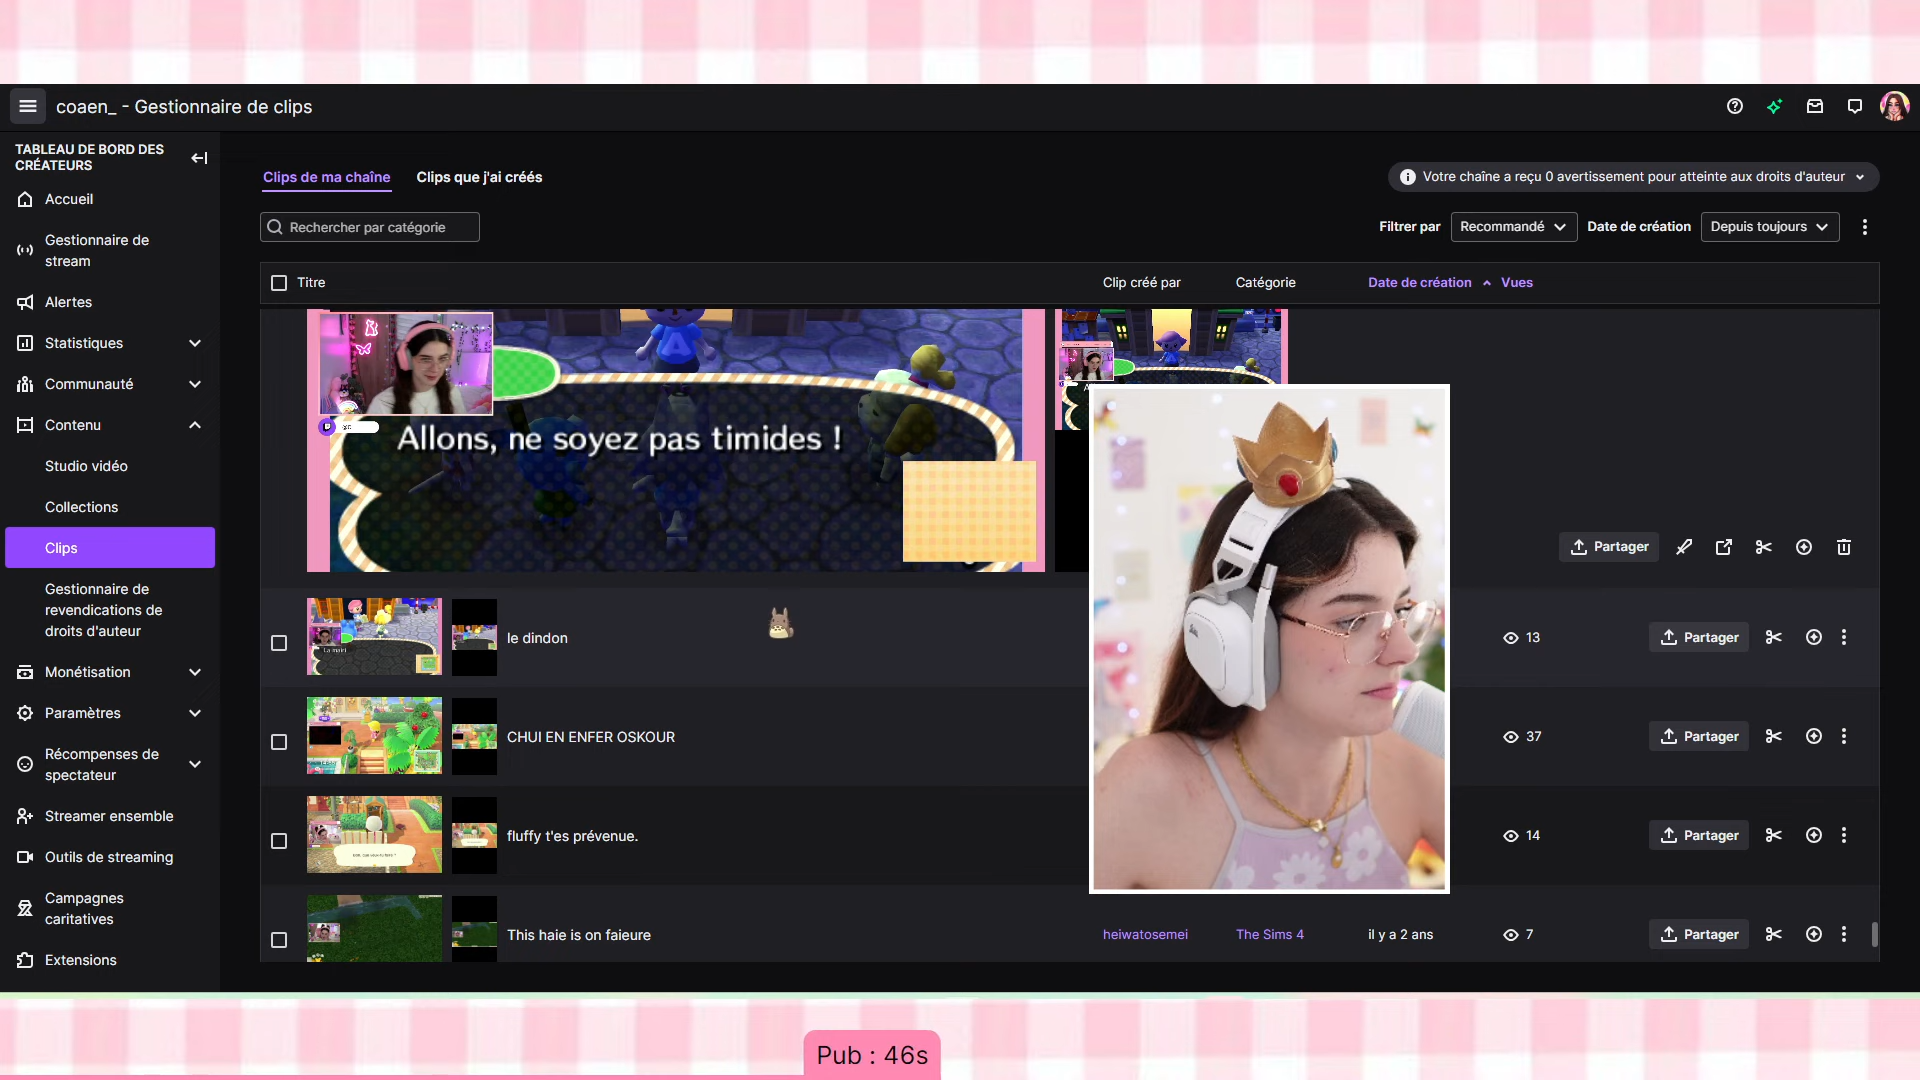 coaen_ - Gestionnaire de clips
TABLEAU DE BORD DES
CRÉATEURS
Accueil
Gestionnaire de
stream
Alertes
Statistiques
Communauté
Contenu
Studio vidéo
Collections
Clips
Gestionnaire de
revendications de
droits d'auteur
Monétisation
Paramètres
Récompenses de
spectateur
Streamer ensemble
Outils de streaming
Campagnes
caritatives
Extensions
Clips de ma chaîne
Clips que j'ai créés
Votre chaîne a reçu 0 avertissement pour atteinte aux droits d'auteur
Rechercher par catégorie
Filtrer par
Recommandé
Date de création
Depuis toujours
Titre
Clip créé par
Catégorie
Date de création
Vues
Allons, ne soyez pas timides !
Partager
le dindon
13
Partager
CHUI EN ENFER OSKOUR
37
Partager
fluffy t'es prévenue.
14
Partager
This haie is on faieure
heiwatosemei
The Sims 4
il y a 2 ans
7
Partager
Pub : 46s